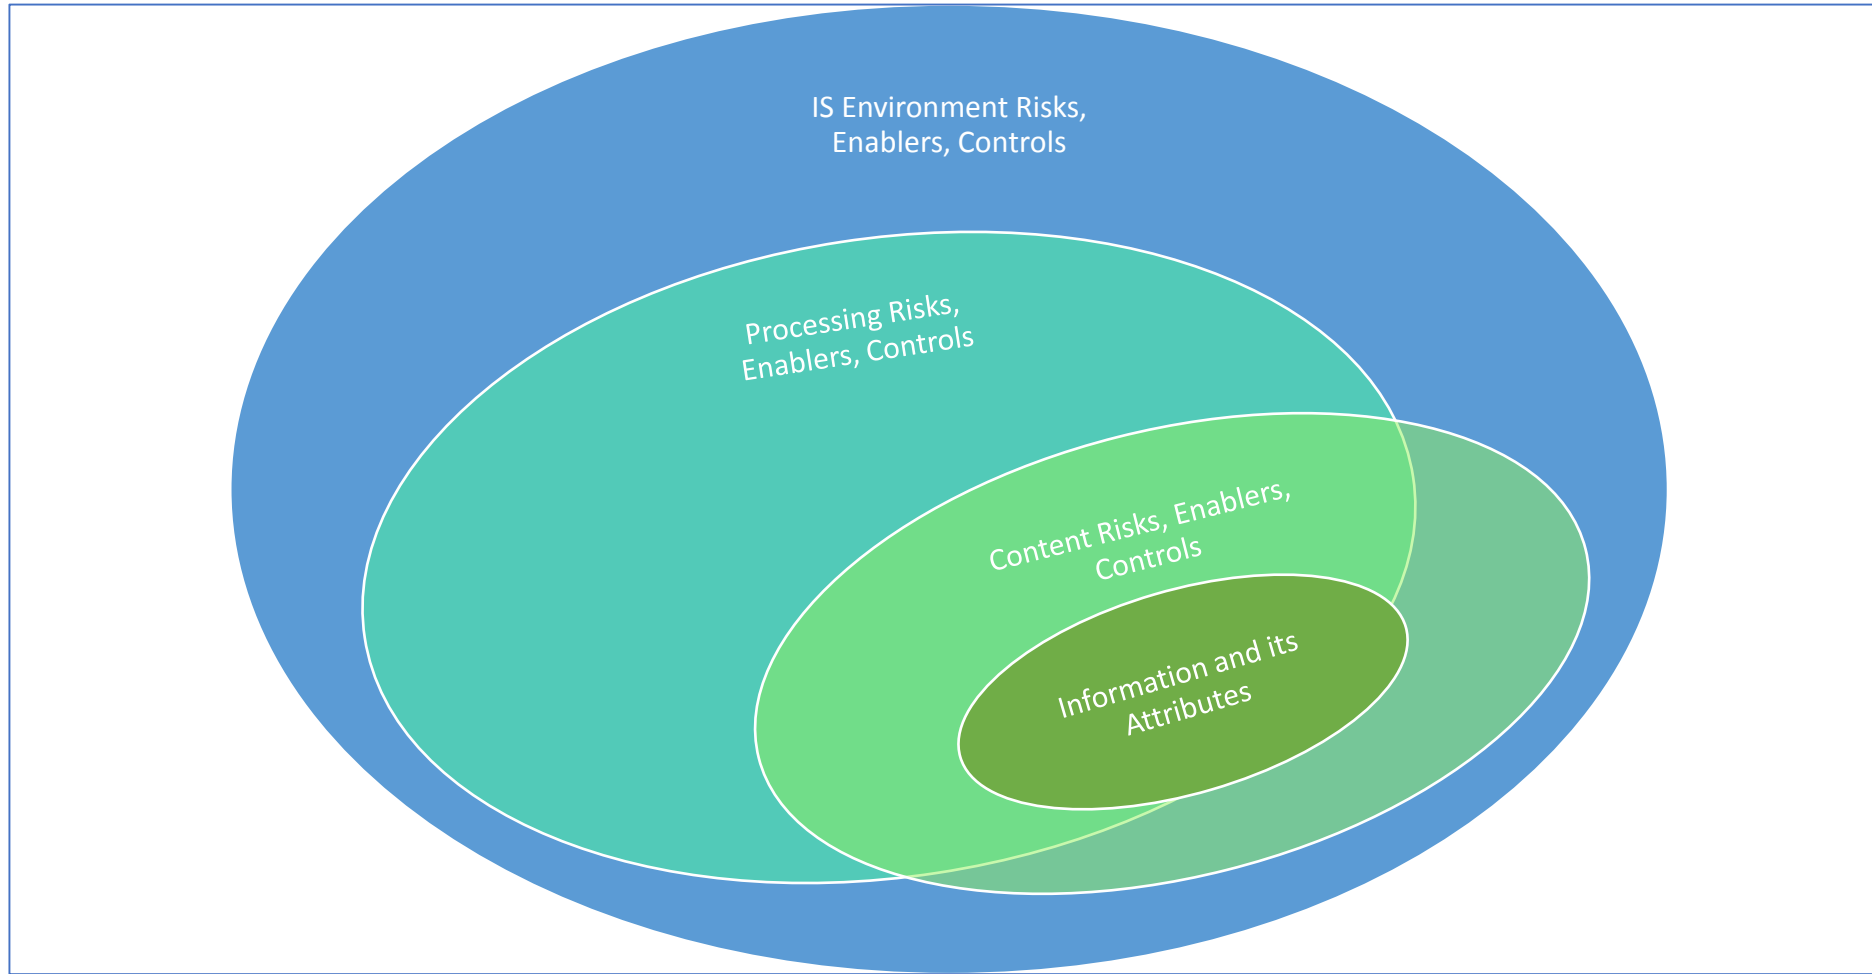 IS Environment Risks,
Enablers, Controls
Processing Risks,
Enablers, Controls
Content Risks, Enablers,
Controls
Information and its
Attributes